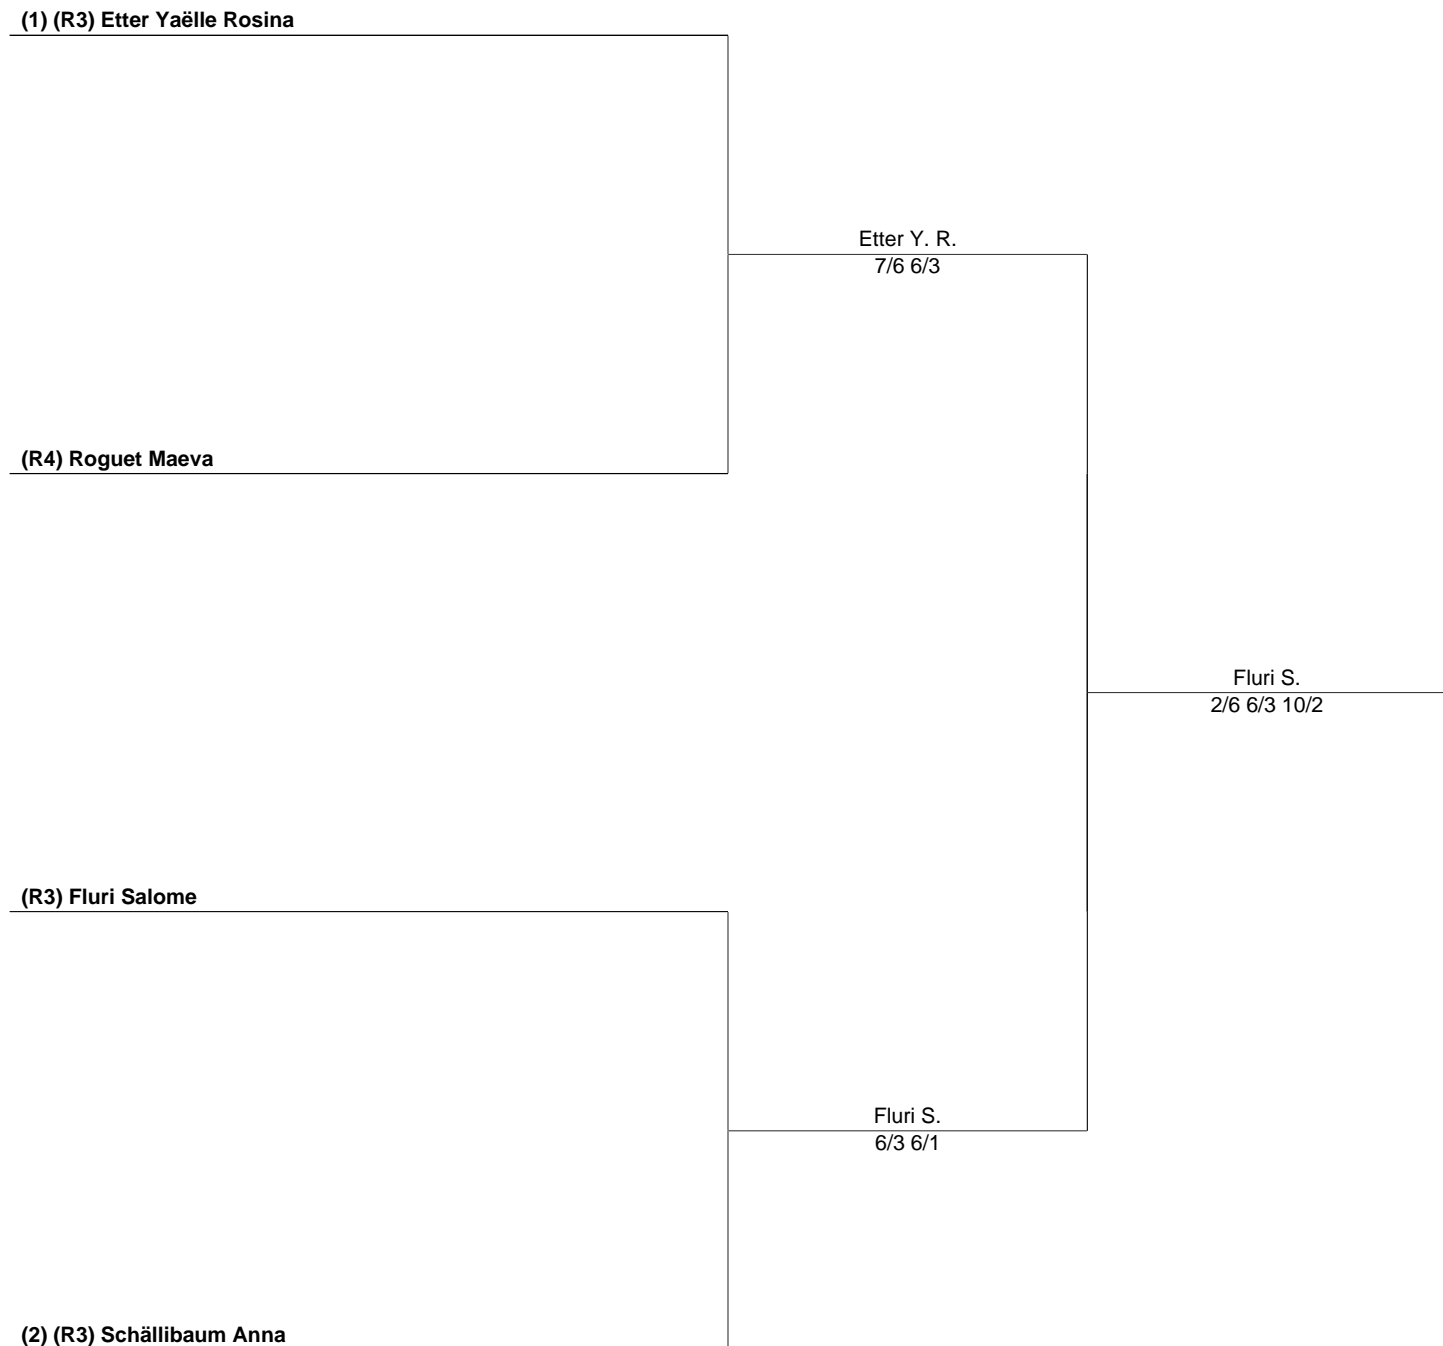 (1) (R3) Etter Yaëlle Rosina
Etter Y. R.
7/6 6/3
(R4) Roguet Maeva
Fluri S.
2/6 6/3 10/2
(R3) Fluri Salome
Fluri S.
6/3 6/1
(2) (R3) Schällibaum Anna